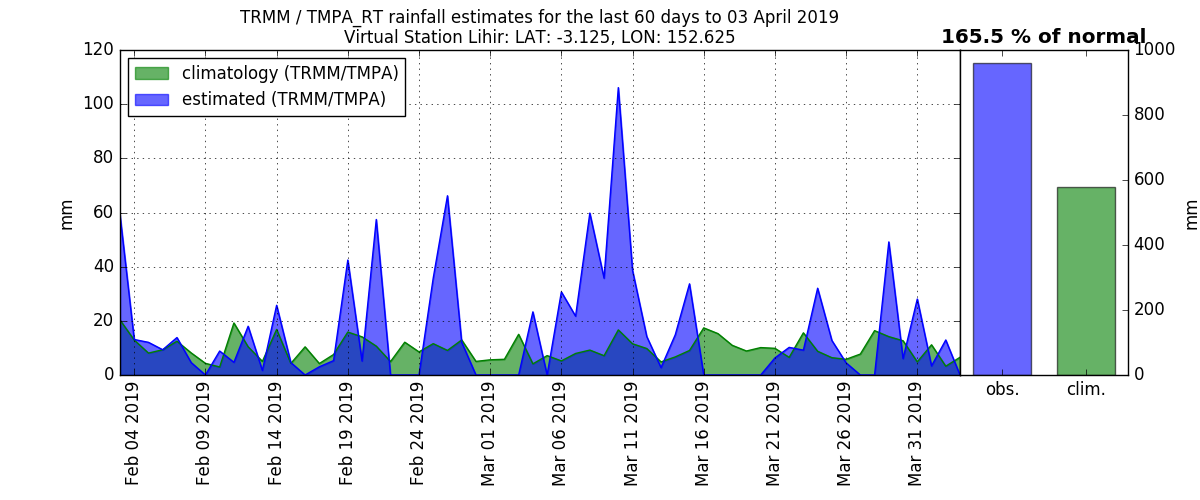 TRMM / TMPA_RT rainfall estimates for the last 60 days to 03 April 2019
Virtual Station Lihir: LAT: -3.125, LON: 152.625
165.5 % of normal
climatology (TRMM/TMPA)
estimated (TRMM/TMPA)
120
100
80
60
40
20
0
mm
Feb 04 2019
Feb 09 2019
Feb 14 2019
Feb 19 2019
Feb 24 2019
Mar 01 2019
Mar 06 2019
Mar 11 2019
Mar 16 2019
Mar 21 2019
Mar 26 2019
Mar 31 2019
obs.
clim.
1000
800
600
400
200
0
mm